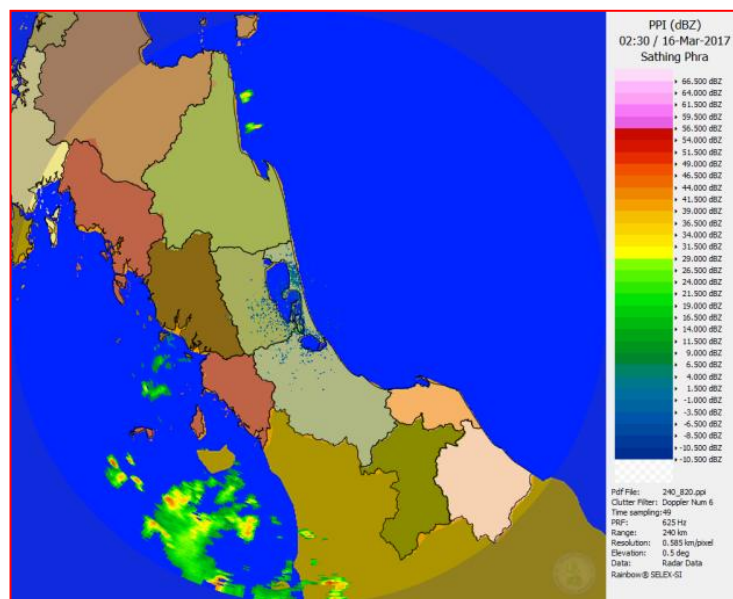 PPI (dBZ)
02:30 / 16-Mar-2017
Sathing Phra
66.500 dBZ
64.000 dBZ
61.500 dBZ
59.500 dBZ
56.500 dBZ
54.000 dBZ
51.500 dBZ
49.000 dBZ
46.500 dBZ
44.000 dBZ
41.500 dBZ
39.000 dBZ
36.500 dBZ
34.000 dBZ
31.500 dBZ
29.000 dBZ
26.500 dBZ
24.000 dBZ
21.500 dBZ
19.000 dBZ
16.500 dBZ
14.000 dBZ
11.500 dBZ
9.000 dBZ
6.500 dBZ
4.000 dBZ
1.500 dBZ
-1.000 dBZ
-3.500 dBZ
-6.500 dBZ
-8.500 dBZ
-10.500 dBZ
-10.500 dBZ
Pdf File: 240_820.ppi
Clutter Filter: Doppler Num 6
Time sampling: 49
PRF: 625 Hz
Range: 240 km
Resolution: 0.585 km/pixel
Elevation: 0.5 deg
Data: Radar Data
Rainbow® SELEX-SI